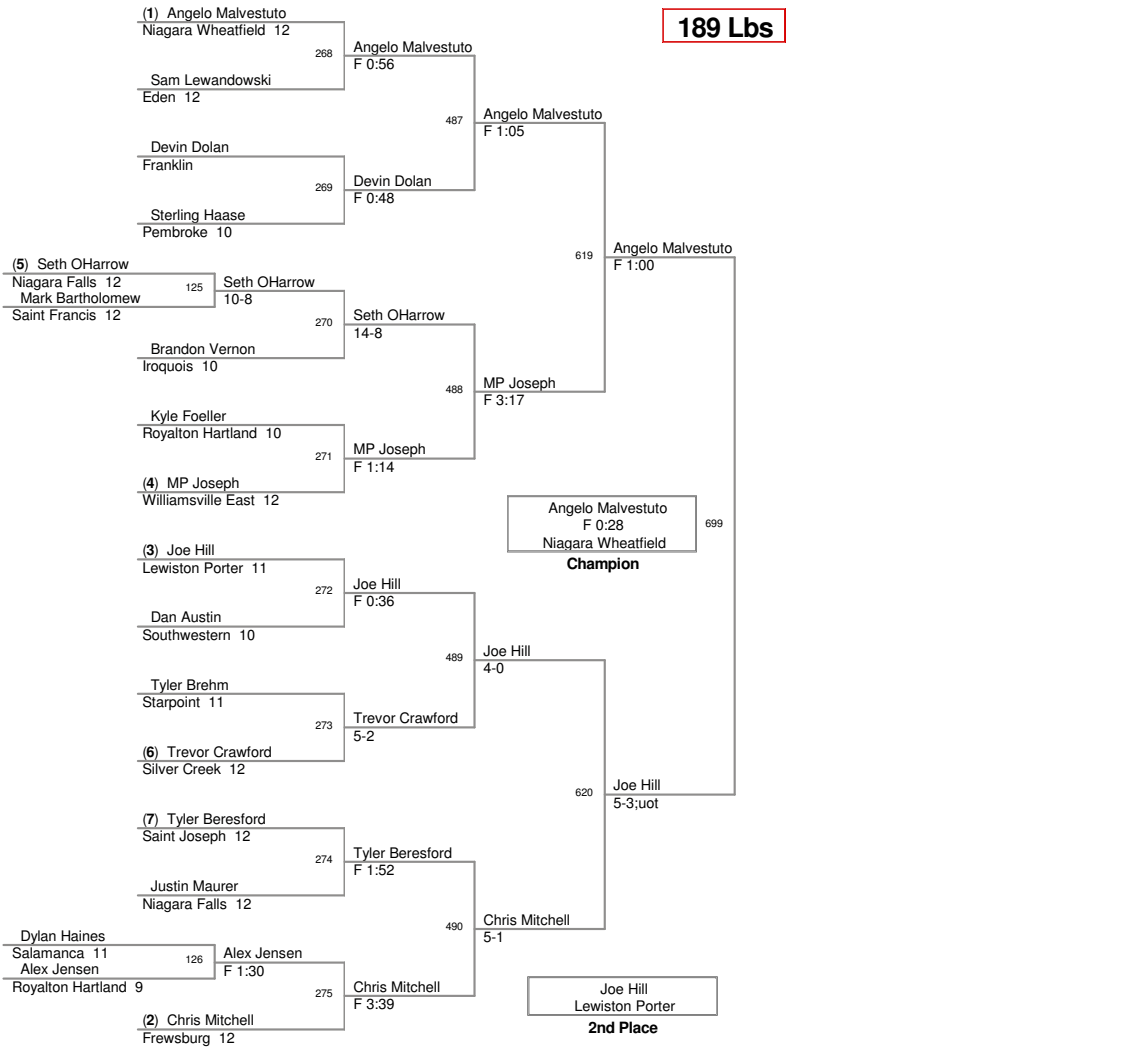 189 Lbs
(1) Angelo Malvestuto
Niagara Wheatfield 12
268
Angelo Malvestuto
F 0:56
Sam Lewandowski
Eden 12
487
Angelo Malvestuto
F 1:05
Devin Dolan
Franklin
269
Devin Dolan
F 0:48
Sterling Haase
Pembroke 10
619
Angelo Malvestuto
F 1:00
(5) Seth OHarrow
Niagara Falls 12
125
Mark Bartholomew
Saint Francis 12
Seth OHarrow
10-8
270
Seth OHarrow
14-8
Brandon Vernon
Iroquois 10
488
MP Joseph
F 3:17
Kyle Foeller
Royalton Hartland 10
271
MP Joseph
F 1:14
(4) MP Joseph
Williamsville East 12
Angelo Malvestuto
F 0:28
Niagara Wheatfield
699
Champion
(3) Joe Hill
Lewiston Porter 11
272
Joe Hill
F 0:36
Dan Austin
Southwestern 10
489
Joe Hill
4-0
Tyler Brehm
Starpoint 11
273
Trevor Crawford
5-2
(6) Trevor Crawford
Silver Creek 12
620
Joe Hill
5-3;uot
(7) Tyler Beresford
Saint Joseph 12
274
Tyler Beresford
F 1:52
Justin Maurer
Niagara Falls 12
490
Chris Mitchell
5-1
Dylan Haines
Salamanca 11
126
Alex Jensen
Royalton Hartland 9
Alex Jensen
F 1:30
275
Chris Mitchell
F 3:39
(2) Chris Mitchell
Frewsburg 12
Joe Hill
Lewiston Porter
2nd Place